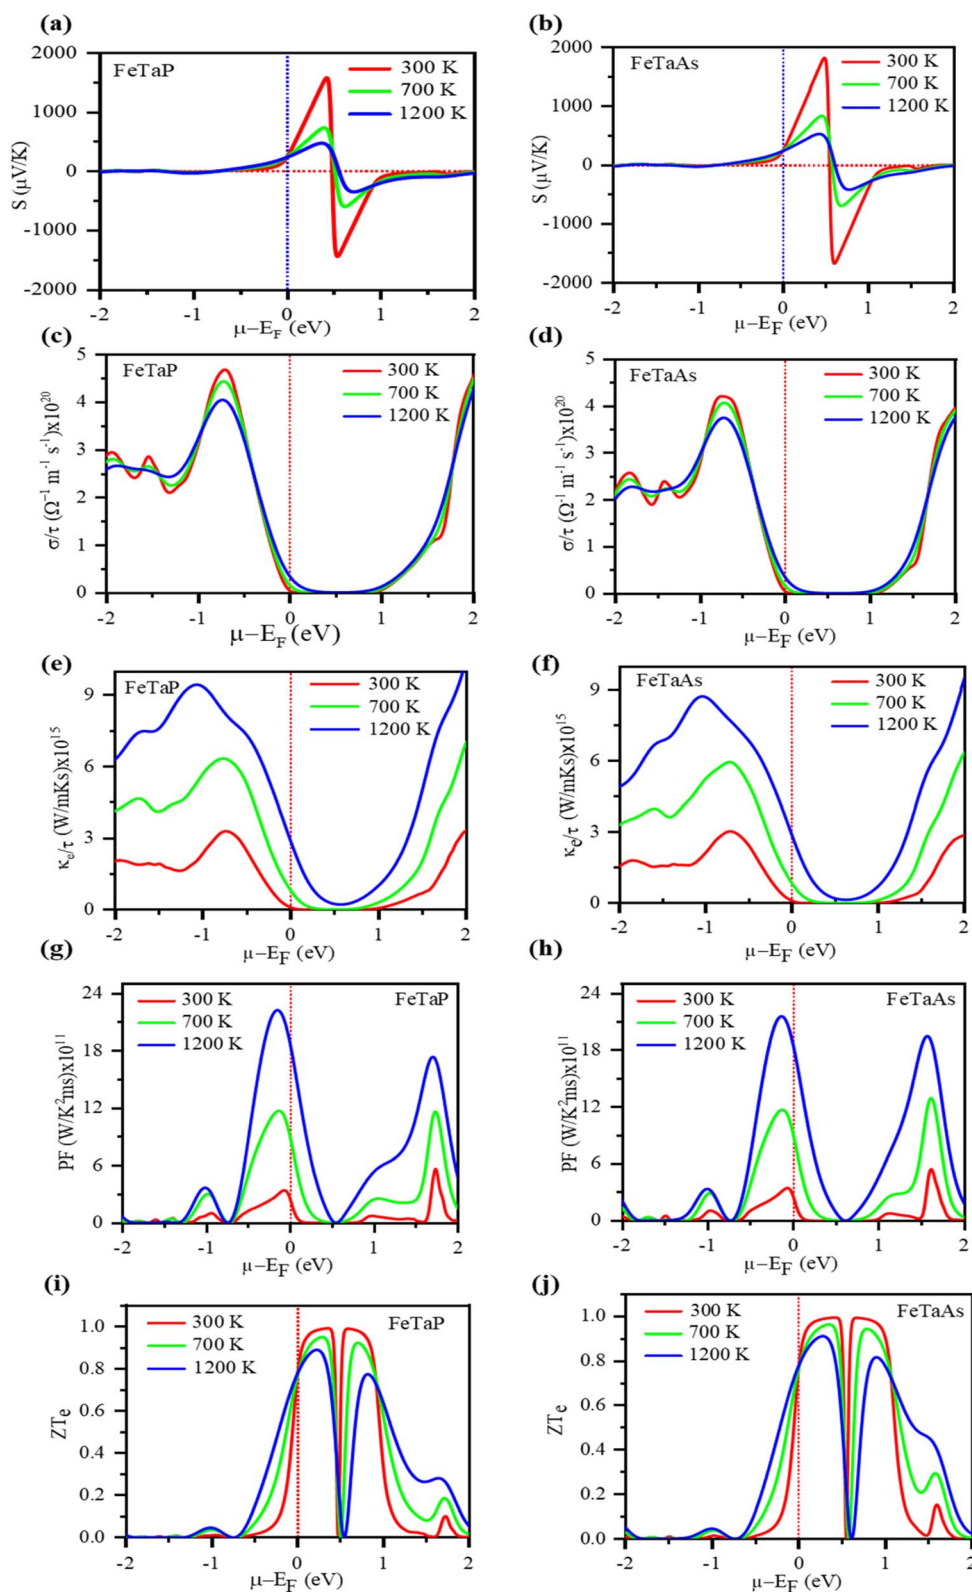 (a)
(b)
2000
1000
0
-1000
-2000
S (µV/K)
FeTaP
300 K
700 K
1200 K
-2 -1 0 1 2
µ−E_F (eV)
2000
1000
0
-1000
-2000
S (µV/K)
FeTaAs
300 K
700 K
1200 K
-2 -1 0 1 2
µ−E_F (eV)
(c)
(d)
5
4
3
2
1
0
σ/τ (Ω⁻¹ m⁻¹ s⁻¹)x10²⁰
FeTaP
300 K
700 K
1200 K
-2 -1 0 1 2
µ−E_F (eV)
5
4
3
2
1
0
σ/τ (Ω⁻¹ m⁻¹ s⁻¹)x10²⁰
FeTaAs
300 K
700 K
1200 K
-2 -1 0 1 2
µ−E_F (eV)
(e)
(f)
9
6
3
0
κₑ/τ (W/mKs)x10¹⁵
FeTaP
300 K
700 K
1200 K
-2 -1 0 1 2
µ−E_F (eV)
9
6
3
0
κₑ/τ (W/mKs)x10¹⁵
FeTaAs
300 K
700 K
1200 K
-2 -1 0 1 2
µ−E_F (eV)
(g)
(h)
24
18
12
6
0
PF (W/K²ms)x10¹¹
300 K
700 K
1200 K
FeTaP
-2 -1 0 1 2
µ−E_F (eV)
24
18
12
6
0
PF (W/K²ms)x10¹¹
300 K
700 K
1200 K
FeTaAs
-2 -1 0 1 2
µ−E_F (eV)
(i)
(j)
1.0
0.8
0.6
0.4
0.2
0.0
ZTₑ
300 K
700 K
1200 K
FeTaP
-2 -1 0 1 2
µ−E_F (eV)
1.0
0.8
0.6
0.4
0.2
0.0
ZTₑ
300 K
700 K
1200 K
FeTaAs
-2 -1 0 1 2
µ−E_F (eV)